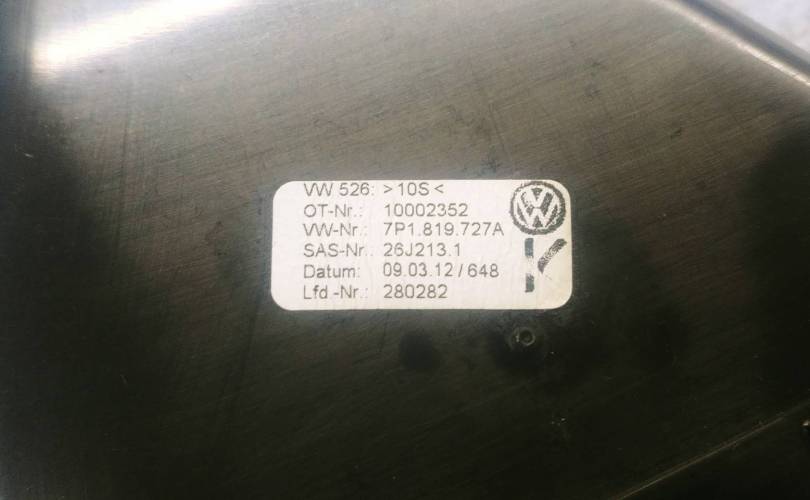 VW 526: >10S<
OT-Nr.: 10002352
VW-Nr.: 7P1.819.727A
SAS-Nr.: 26J213.1
Datum: 09.03.12/648
Lfd.-Nr.: 280282